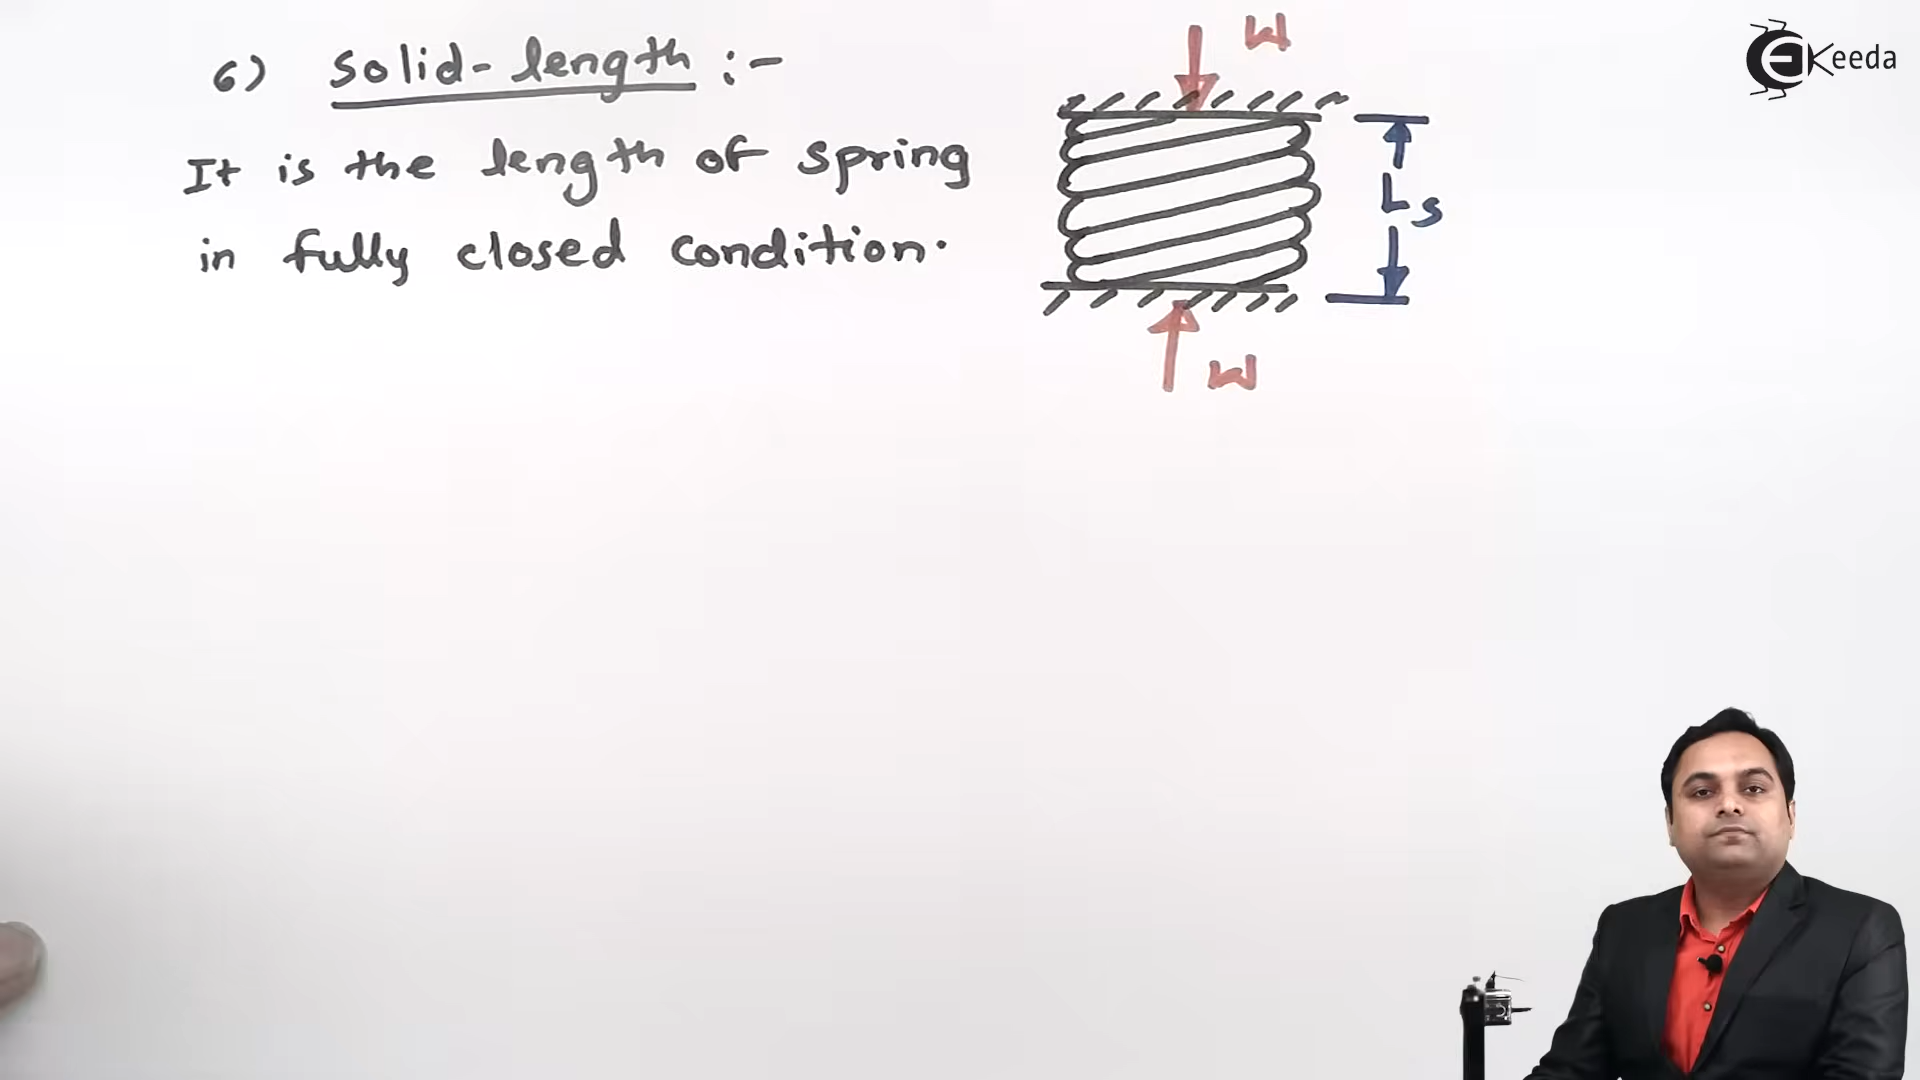 6) solid-length :-
It is the length of spring
in fully closed condition.
W
Ls
W
EKeeda